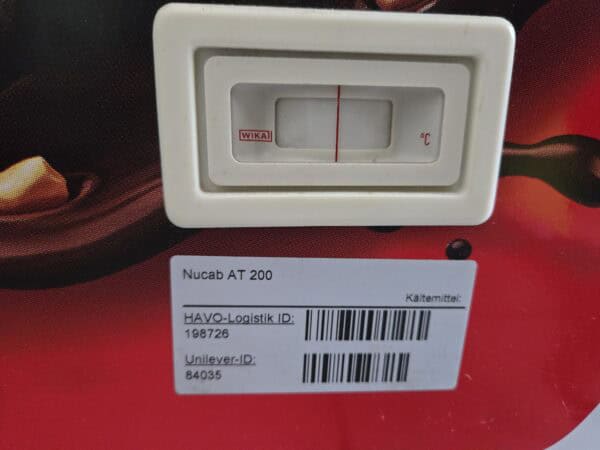 WIKA
°C
Nucab AT 200
Kältemittel:
HAVO-Logistik ID:
198726
Unilever-ID:
84035